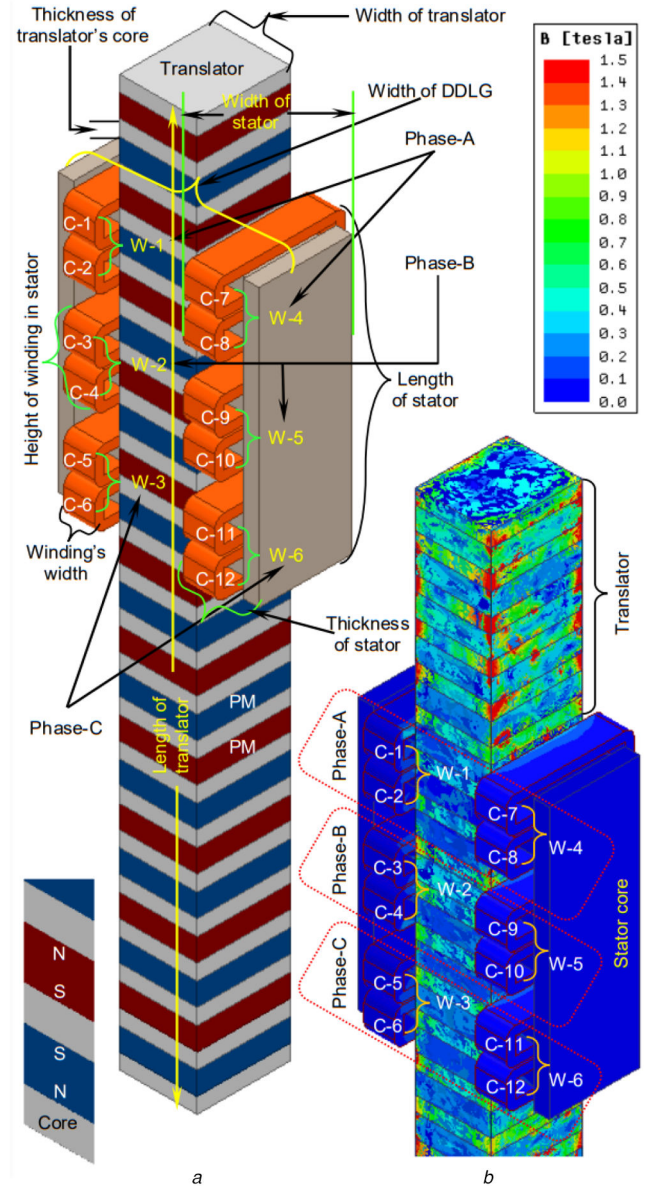 Thickness of
translator's core
Width of translator
Translator
Width of
stator
Width of DDLG
Phase-A
Phase-B
C-1
C-2
W-1
C-3
C-4
W-2
C-5
C-6
W-3
C-7
C-8
W-4
C-9
C-10
W-5
C-11
C-12
W-6
Height of winding in stator
Length
of stator
Winding's
width
Thickness
of stator
Phase-C
Length of
translator
PM
PM
N
S
S
N
Core
a
B [tesla]
1.5
1.4
1.3
1.2
1.1
1.0
0.9
0.8
0.7
0.6
0.5
0.4
0.3
0.2
0.1
0.0
Translator
Phase-A
Phase-B
Phase-C
C-1
C-2
W-1
C-3
C-4
W-2
C-5
C-6
W-3
C-7
C-8
W-4
C-9
C-10
W-5
C-11
C-12
W-6
Stator core
b